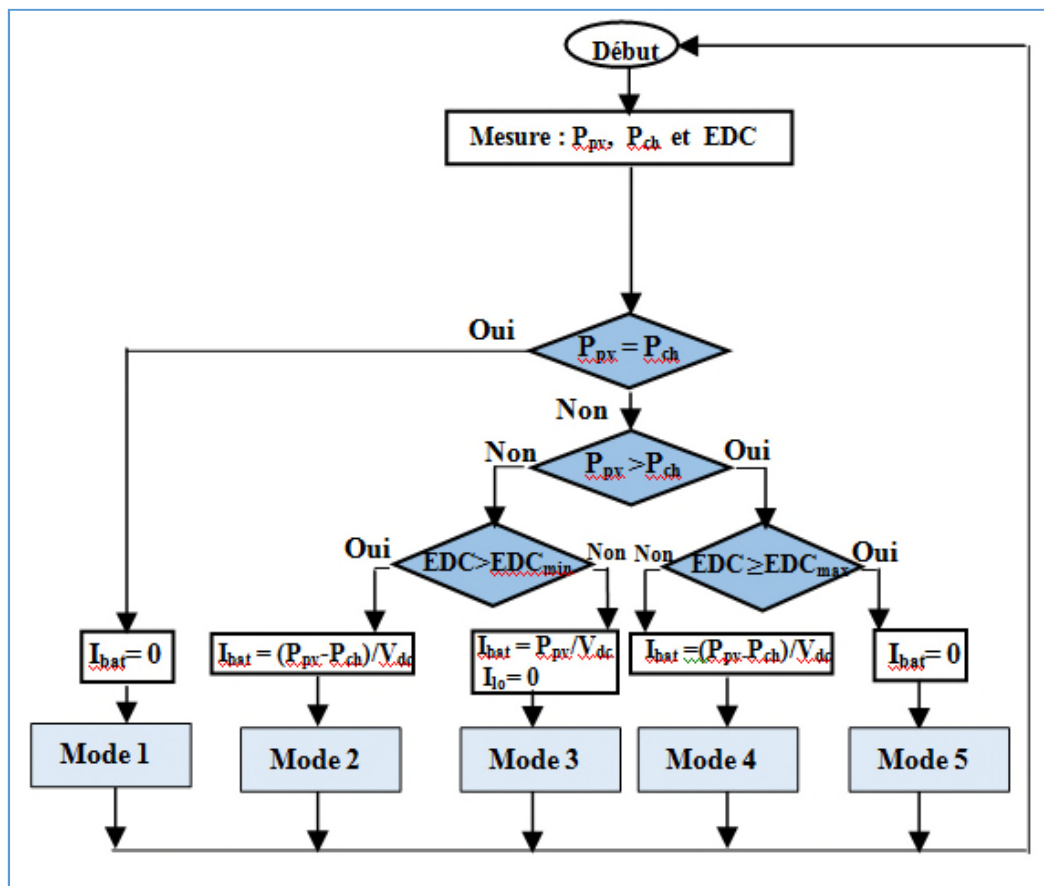 Début
Mesure : Ppv, Pch et EDC
Oui
Ppv = Pch
Non
Non
Ppv >Pch
Oui
Oui
EDC>EDCmin
Non
Non
EDC ≥EDCmax
Oui
Ibat= 0
Ibat = (Ppv-Pch)/Vdc
Ibat = Ppv/Vdc
Ilo= 0
Ibat =(Ppv-Pch)/Vdc
Ibat= 0
Mode 1
Mode 2
Mode 3
Mode 4
Mode 5